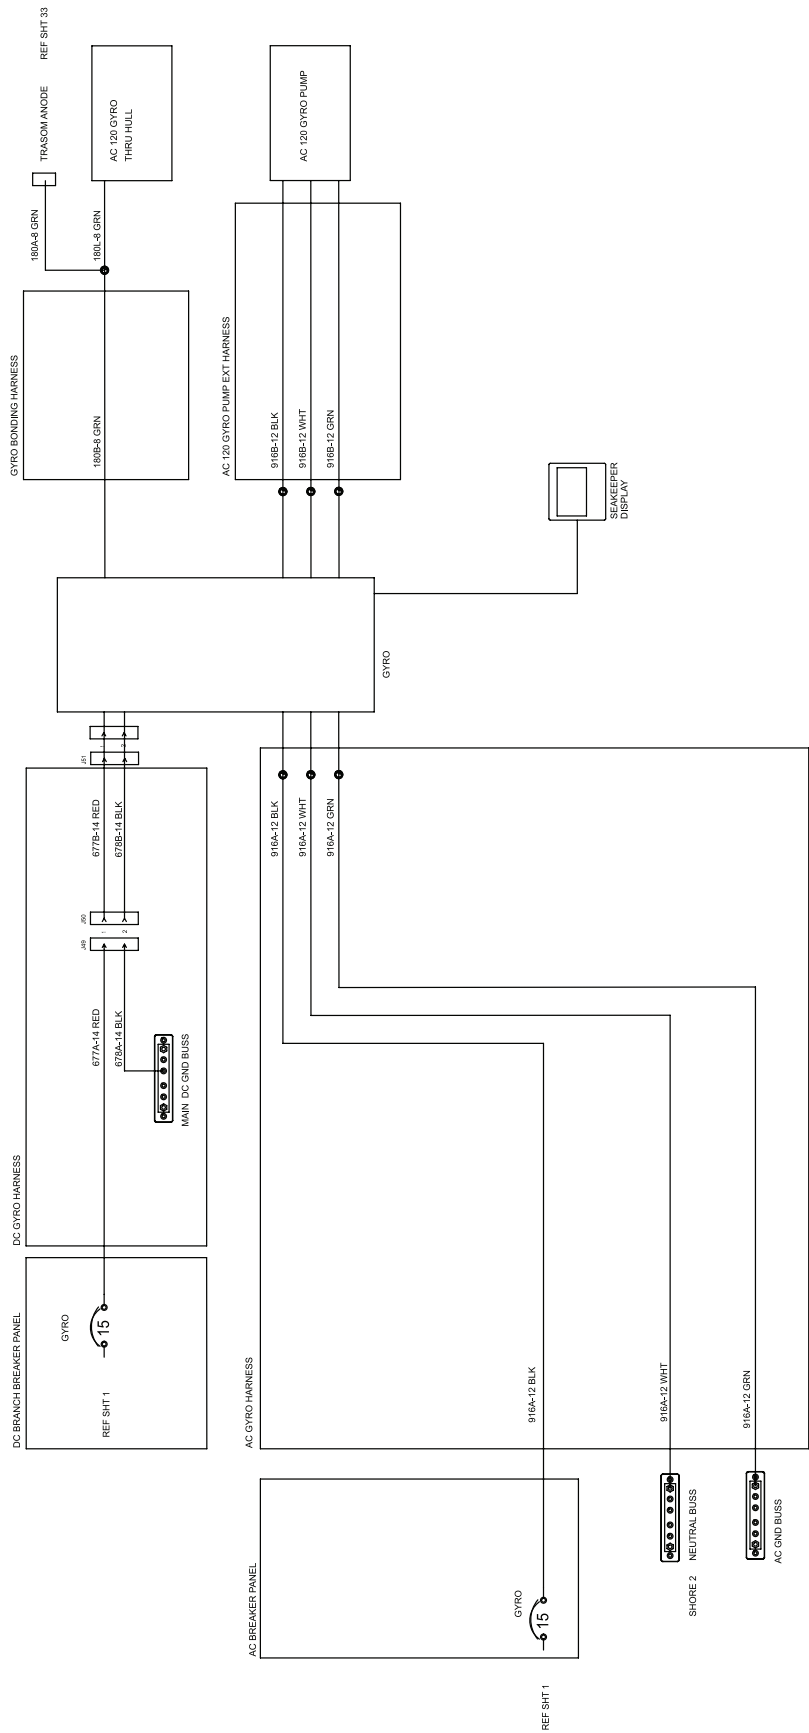 TRASOM ANODE
REF SHT 33
180A-8 GRN
AC 120 GYRO
THRU HULL
180L-8 GRN
GYRO BONDING HARNESS
180B-8 GRN
AC 120 GYRO PUMP
AC 120 GYRO PUMP EXT HARNESS
916B-12 BLK
916B-12 WHT
916B-12 GRN
SEAKEEPER
DISPLAY
GYRO
J51
1
2
DC GYRO HARNESS
677B-14 RED
678B-14 BLK
J50
1
2
J49
677A-14 RED
678A-14 BLK
MAIN DC GND BUSS
DC BRANCH BREAKER PANEL
GYRO
15
REF SHT 1
AC GYRO HARNESS
916A-12 BLK
916A-12 WHT
916A-12 GRN
916A-12 BLK
916A-12 WHT
916A-12 GRN
AC BREAKER PANEL
GYRO
15
REF SHT 1
SHORE 2 NEUTRAL BUSS
AC GND BUSS